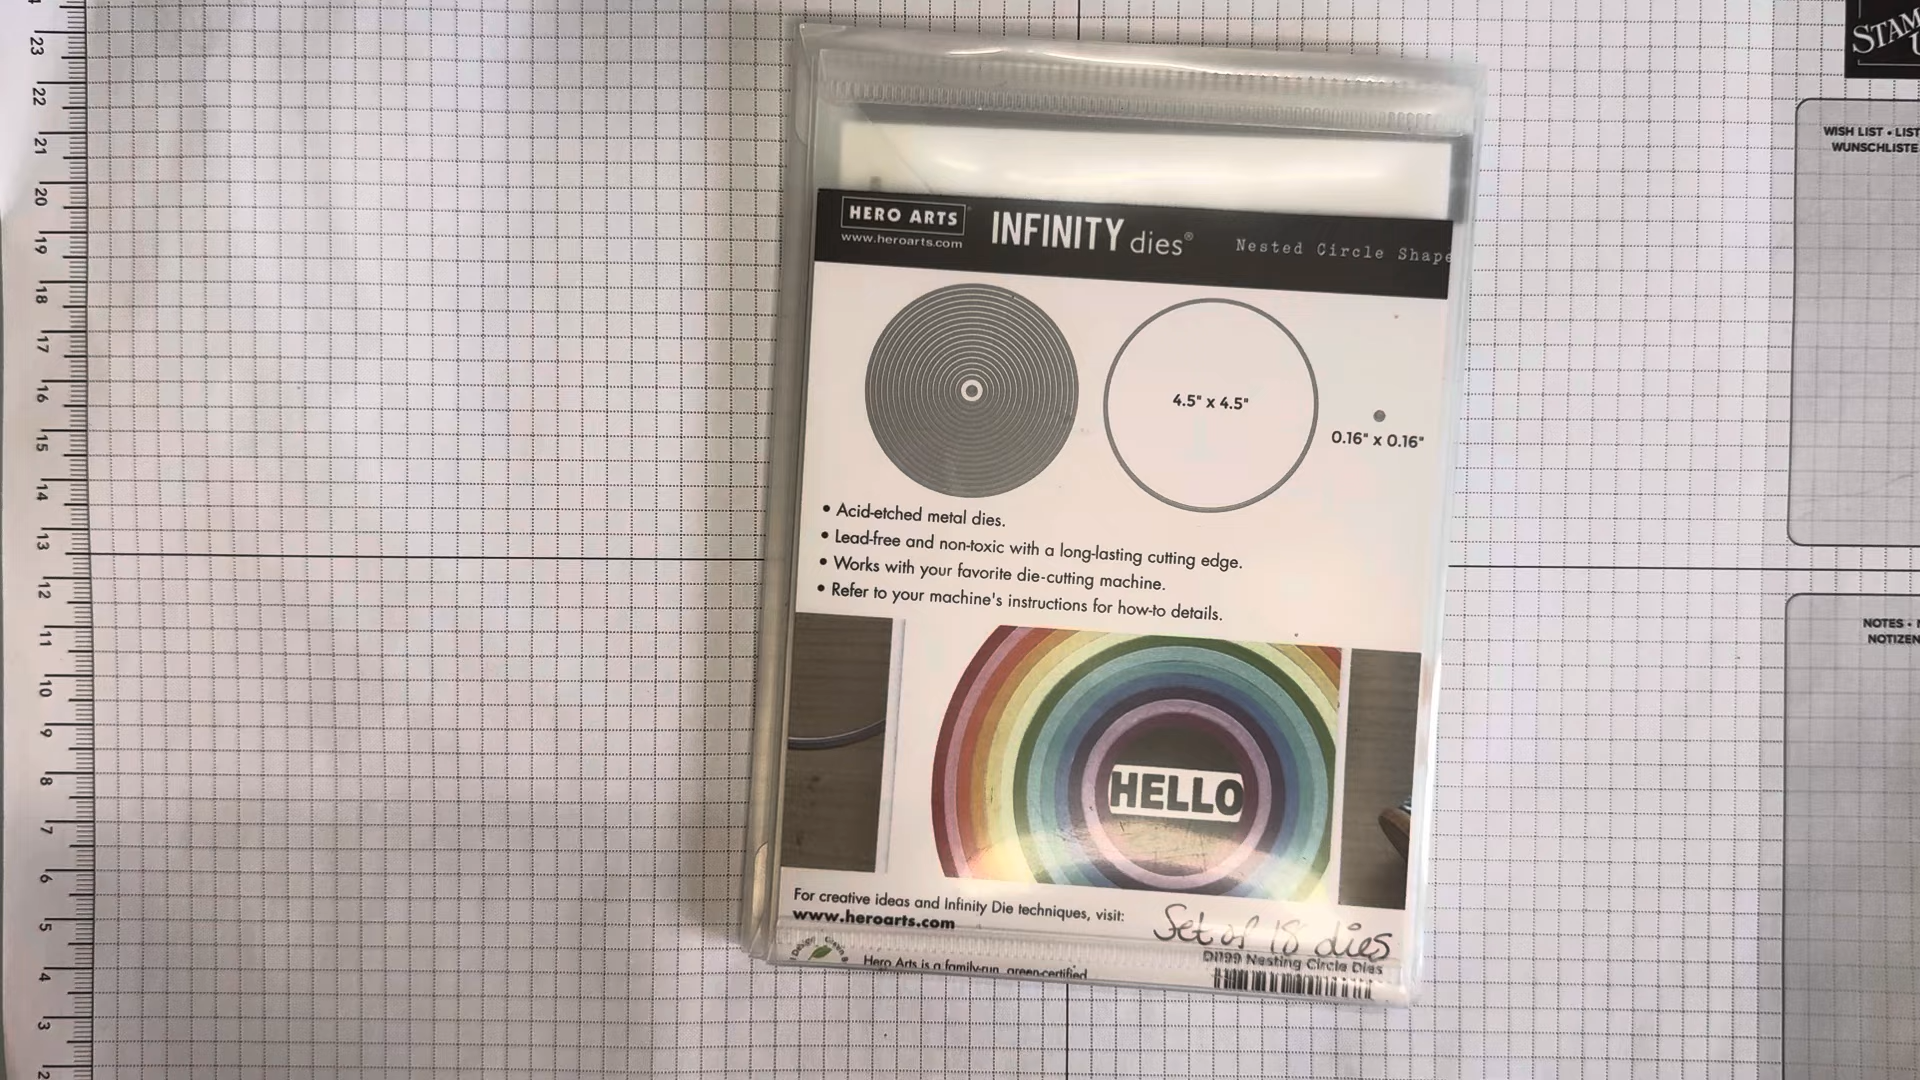 HERO ARTS
www.heroarts.com
INFINITY dies®
Nested Circle Shape
4.5" x 4.5"
0.16" x 0.16"
• Acid-etched metal dies.
• Lead-free and non-toxic with a long-lasting cutting edge.
• Works with your favorite die-cutting machine.
• Refer to your machine's instructions for how-to details.
HELLO
For creative ideas and Infinity Die techniques, visit:
www.heroarts.com
Set of 18 dies
DI199 Nesting Circle Dies
Hero Arts is a family-run, green-certified
STAM
WISH LIST • LIST
WUNSCHLISTE
NOTES •
NOTIZEN
23
22
21
20
19
18
17
16
15
14
13
12
11
10
9
8
7
6
5
4
3
2